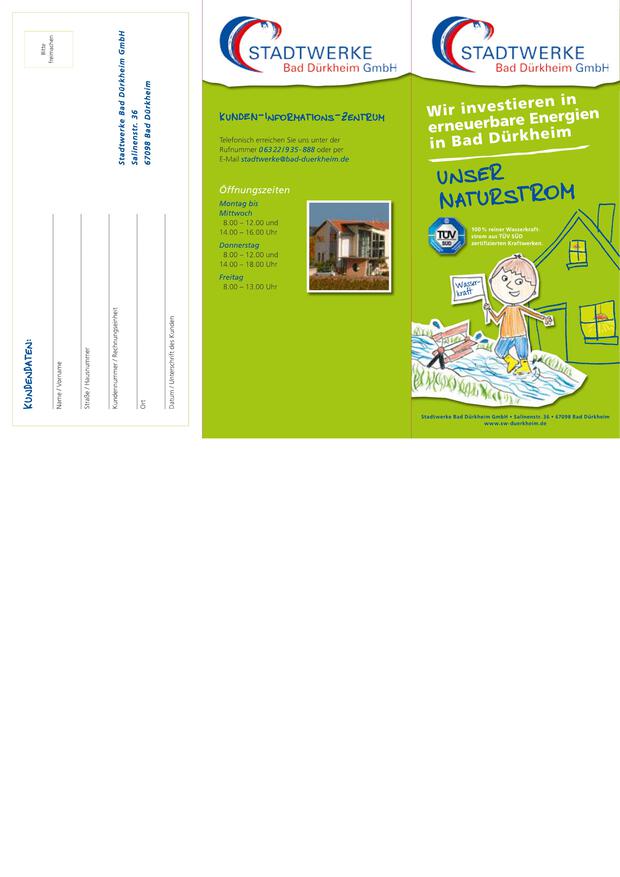 Bitte
freimachen
Stadtwerke Bad Dürkheim GmbH
Salinenstr. 36
67098 Bad Dürkheim
KUNDENDATEN:
Name / Vorname
Straße / Hausnummer
Kundennummer / Rechnungseinheit
Ort
Datum / Unterschrift des Kunden
STADTWERKE
Bad Dürkheim GmbH
KUNDEN-INFORMATIONS-ZENTRUM
Telefonisch erreichen Sie uns unter der
Rufnummer 06322/935-888 oder per
E-Mail stadtwerke@bad-duerkheim.de
Öffnungszeiten
Montag bis
Mittwoch
8.00 – 12.00 und
14.00 – 16.00 Uhr
Donnerstag
8.00 – 12.00 und
14.00 – 18.00 Uhr
Freitag
8.00 – 13.00 Uhr
STADTWERKE
Bad Dürkheim GmbH
Wir investieren in
erneuerbare Energien
in Bad Dürkheim
UNSER
NATURSTROM
TÜV
SÜD
100 % reiner Wasserkraft-
strom aus TÜV SÜD
zertifizierten Kraftwerken.
Wasser-
kraft
Stadtwerke Bad Dürkheim GmbH • Salinenstr. 36 • 67098 Bad Dürkheim
www.sw-duerkheim.de